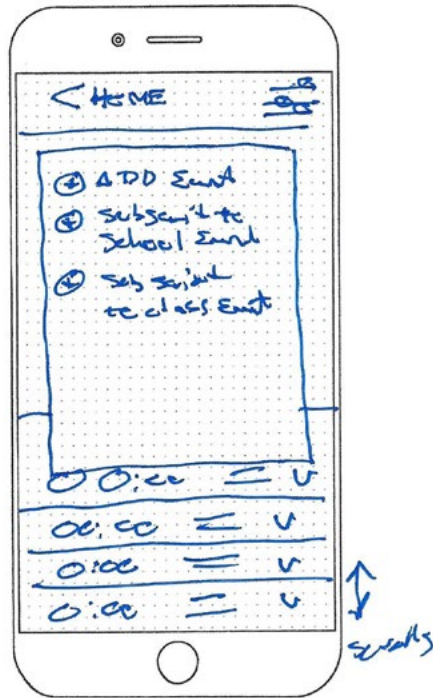 < HOME
+ ADD Event
+ Subscribe to
School Event
+ Subscribe
to class Event
00:00
00:00
0:00
0:00
scrolls